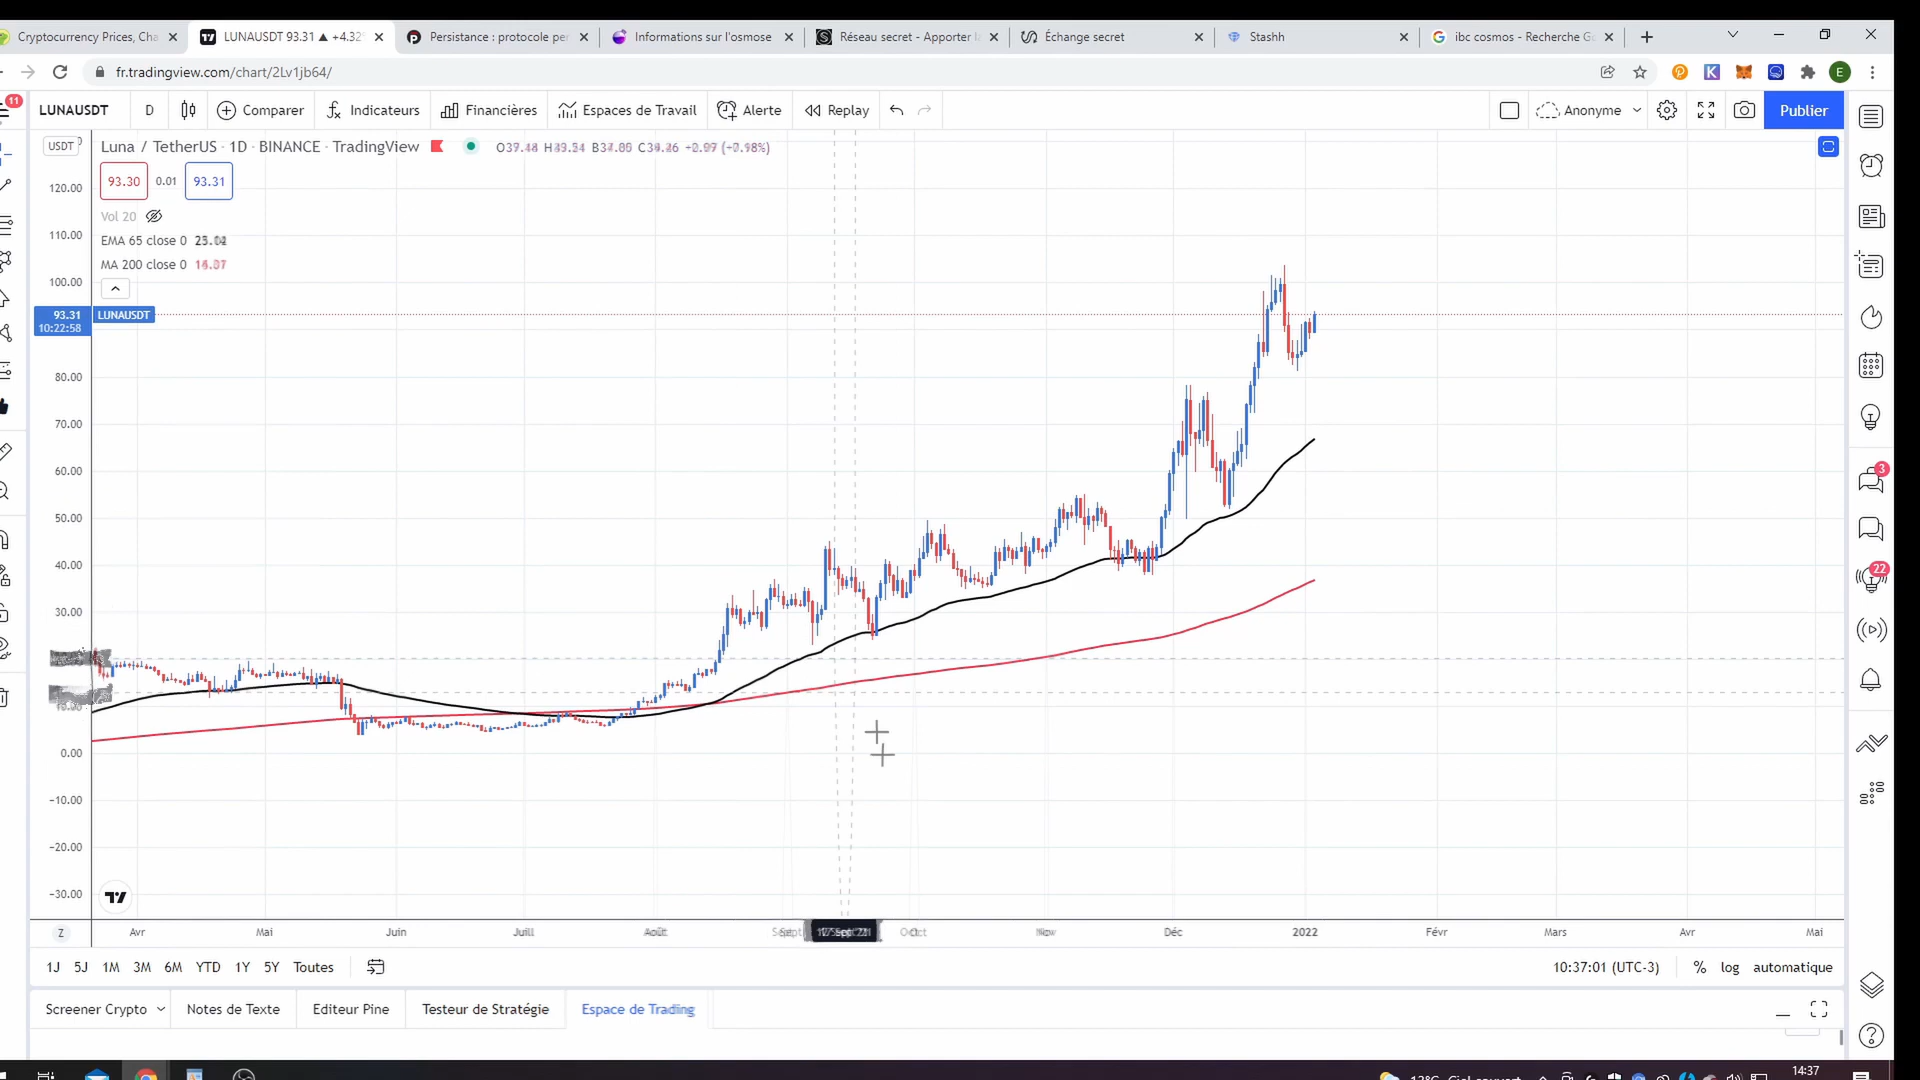 Cryptocurrency Prices, Cha
LUNAUSDT 93.31 ▲ +4.32%
Persistance : protocole pe
Informations sur l'osmose
Réseau secret - Apporter l
Échange secret
Stashh
ibc cosmos - Recherche G
fr.tradingview.com/chart/2Lv1jb64/
E
11
LUNAUSDT
D
Comparer
Indicateurs
Financières
Espaces de Travail
Alerte
Replay
Anonyme
Publier
USDT
Luna / TetherUS · 1D · BINANCE · TradingView
93.30
0.01
93.31
Vol 20
EMA 65 close 0
MA 200 close 0
120.00
110.00
100.00
93.31
10:22:58
LUNAUSDT
80.00
70.00
60.00
50.00
40.00
30.00
10.00
0.00
−10.00
−20.00
−30.00
3
22
Z
Avr
Mai
Juin
Juill
Août
Sept
Oct
Nov
Déc
2022
Févr
Mars
Avr
Mai
1J
5J
1M
3M
6M
YTD
1Y
5Y
Toutes
10:37:01 (UTC-3)
%
log
automatique
Screener Crypto
Notes de Texte
Editeur Pine
Testeur de Stratégie
Espace de Trading
14:37